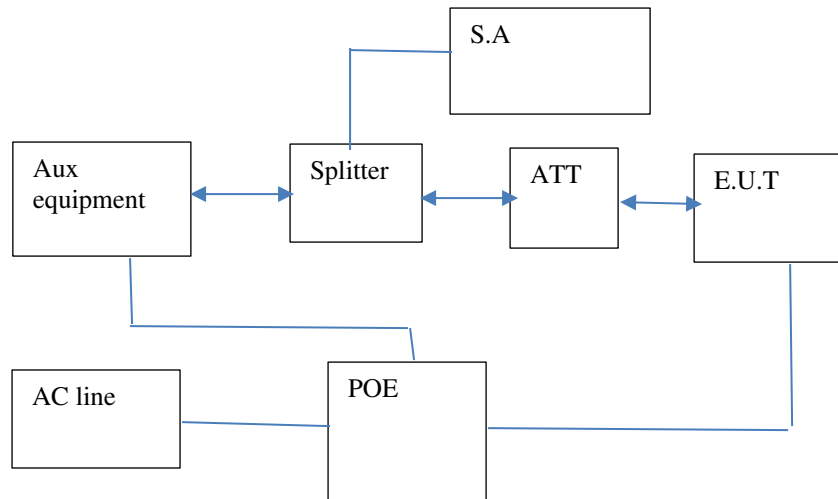 S.A
Aux
equipment
Splitter
ATT
E.U.T
AC line
POE